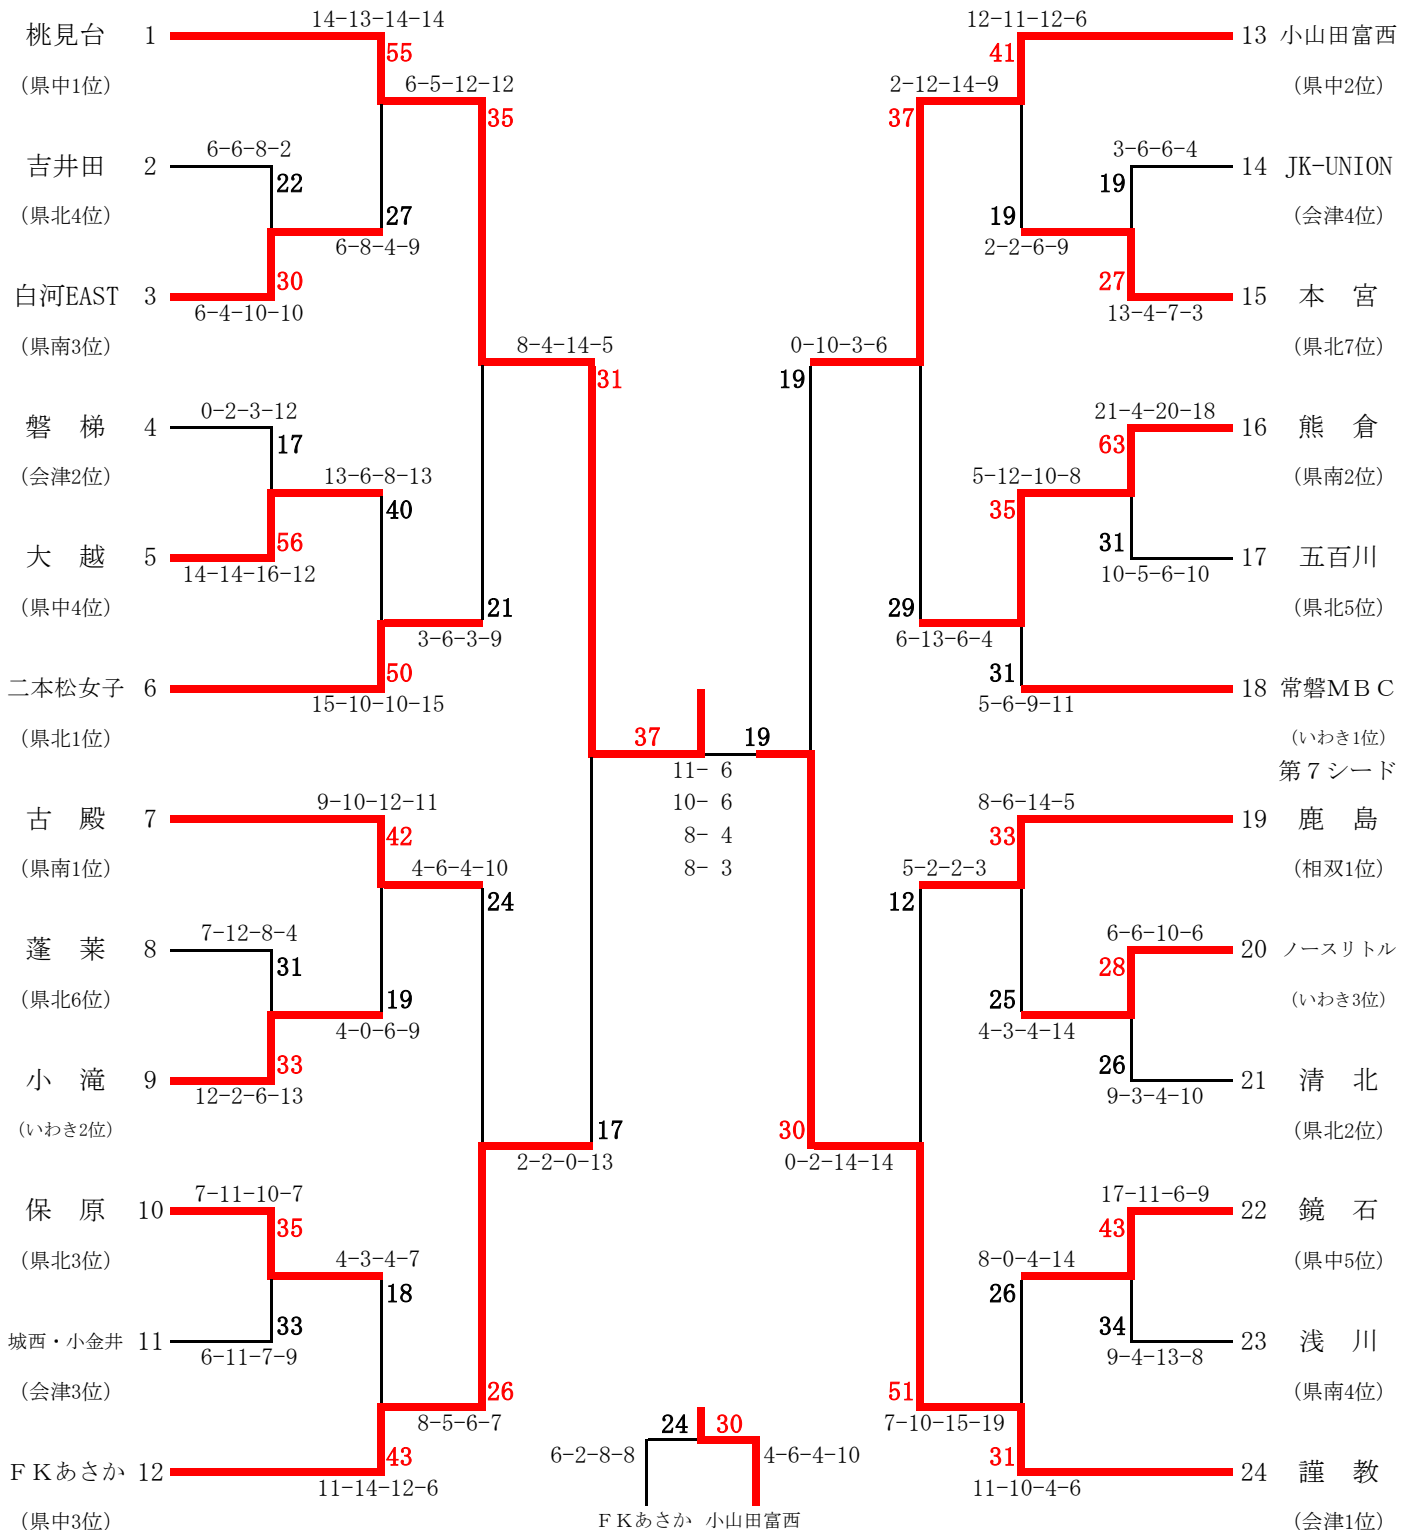 桃見台 1
14-13-14-14
55
(県中1位)
6-5-12-12
35
吉井田 2
6-6-8-2
22
(県北4位)
27
6-8-4-9
白河EAST 3
30
6-4-10-10
(県南3位)
8-4-14-5
31
磐 梯 4
0-2-3-12
17
(会津2位)
13-6-8-13
40
大 越 5
56
14-14-16-12
(県中4位)
21
3-6-3-9
二本松女子 6
50
15-10-10-15
(県北1位)
古 殿 7
9-10-12-11
42
(県南1位)
4-6-4-10
24
蓬 莱 8
7-12-8-4
31
(県北6位)
19
4-0-6-9
小 滝 9
33
12-2-6-13
(いわき2位)
17
2-2-0-13
保 原 10
7-11-10-7
35
(県北3位)
4-3-4-7
18
城西・小金井 11
33
6-11-7-9
(会津3位)
26
8-5-6-7
FKあさか 12
43
11-14-12-6
(県中3位)
37
19
11- 6
10- 6
8- 4
8- 3
24
30
6-2-8-8
4-6-4-10
FKあさか 小山田富西
12-11-12-6
13 小山田富西
41
(県中2位)
2-12-14-9
37
3-6-6-4
14 JK-UNION
19
(会津4位)
19
2-2-6-9
27
15 本 宮
13-4-7-3
(県北7位)
0-10-3-6
19
21-4-20-18
16 熊 倉
63
(県南2位)
5-12-10-8
35
31
17 五百川
10-5-6-10
(県北5位)
29
6-13-6-4
31
18 常磐MBC
5-6-9-11
(いわき1位)
第7シード
8-6-14-5
19 鹿 島
33
(相双1位)
5-2-2-3
12
6-6-10-6
20 ノースリトル
28
(いわき3位)
25
4-3-4-14
26
21 清 北
9-3-4-10
(県北2位)
30
0-2-14-14
17-11-6-9
22 鏡 石
43
(県中5位)
8-0-4-14
26
34
23 浅 川
9-4-13-8
(県南4位)
51
7-10-15-19
31
24 謹 教
11-10-4-6
(会津1位)